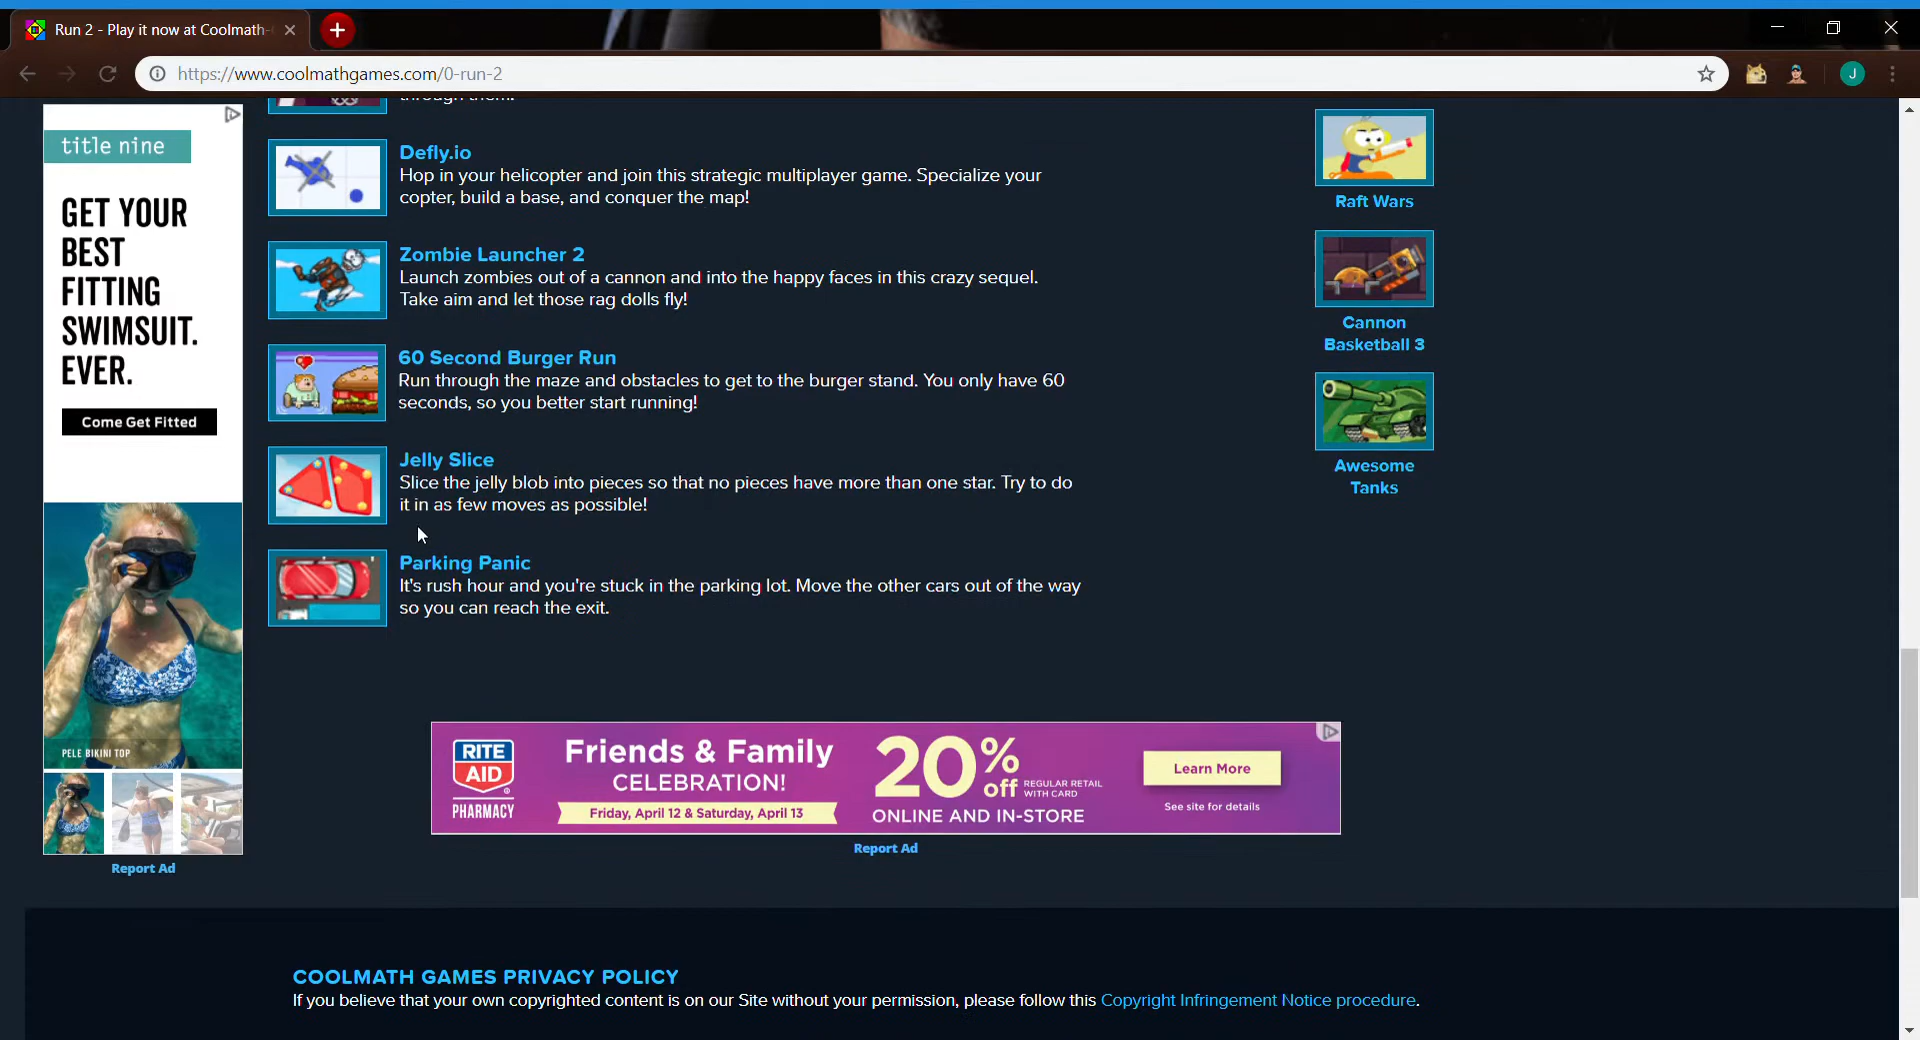 Run 2 - Play it now at Coolmath-
https://www.coolmathgames.com/0-run-2
J
title nine
GET YOUR
BEST
FITTING
SWIMSUIT.
EVER.
Come Get Fitted
PELE BIKINI TOP
Report Ad
through them.
Defly.io
Hop in your helicopter and join this strategic multiplayer game. Specialize your
copter, build a base, and conquer the map!
Zombie Launcher 2
Launch zombies out of a cannon and into the happy faces in this crazy sequel.
Take aim and let those rag dolls fly!
60 Second Burger Run
Run through the maze and obstacles to get to the burger stand. You only have 60
seconds, so you better start running!
Jelly Slice
Slice the jelly blob into pieces so that no pieces have more than one star. Try to do
it in as few moves as possible!
Parking Panic
It's rush hour and you're stuck in the parking lot. Move the other cars out of the way
so you can reach the exit.
Raft Wars
Cannon
Basketball 3
Awesome
Tanks
RITE
AID
PHARMACY
Friends & Family
CELEBRATION!
Friday, April 12 & Saturday, April 13
20%
off
REGULAR RETAIL
WITH CARD
ONLINE AND IN-STORE
Learn More
See site for details
Report Ad
COOLMATH GAMES PRIVACY POLICY
If you believe that your own copyrighted content is on our Site without your permission, please follow this Copyright Infringement Notice procedure.